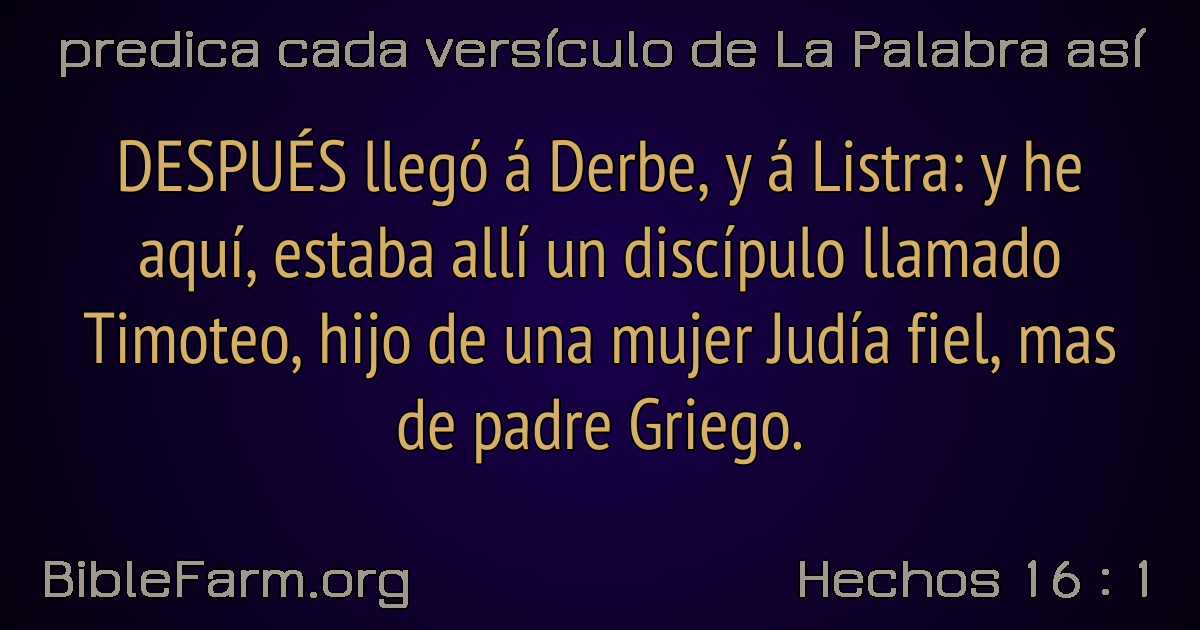 predica cada versículo de La Palabra así
DESPUÉS llegó á Derbe, y á Listra: y he
aquí, estaba allí un discípulo llamado
Timoteo, hijo de una mujer Judía fiel, mas
de padre Griego.
BibleFarm.org
Hechos 16 : 1